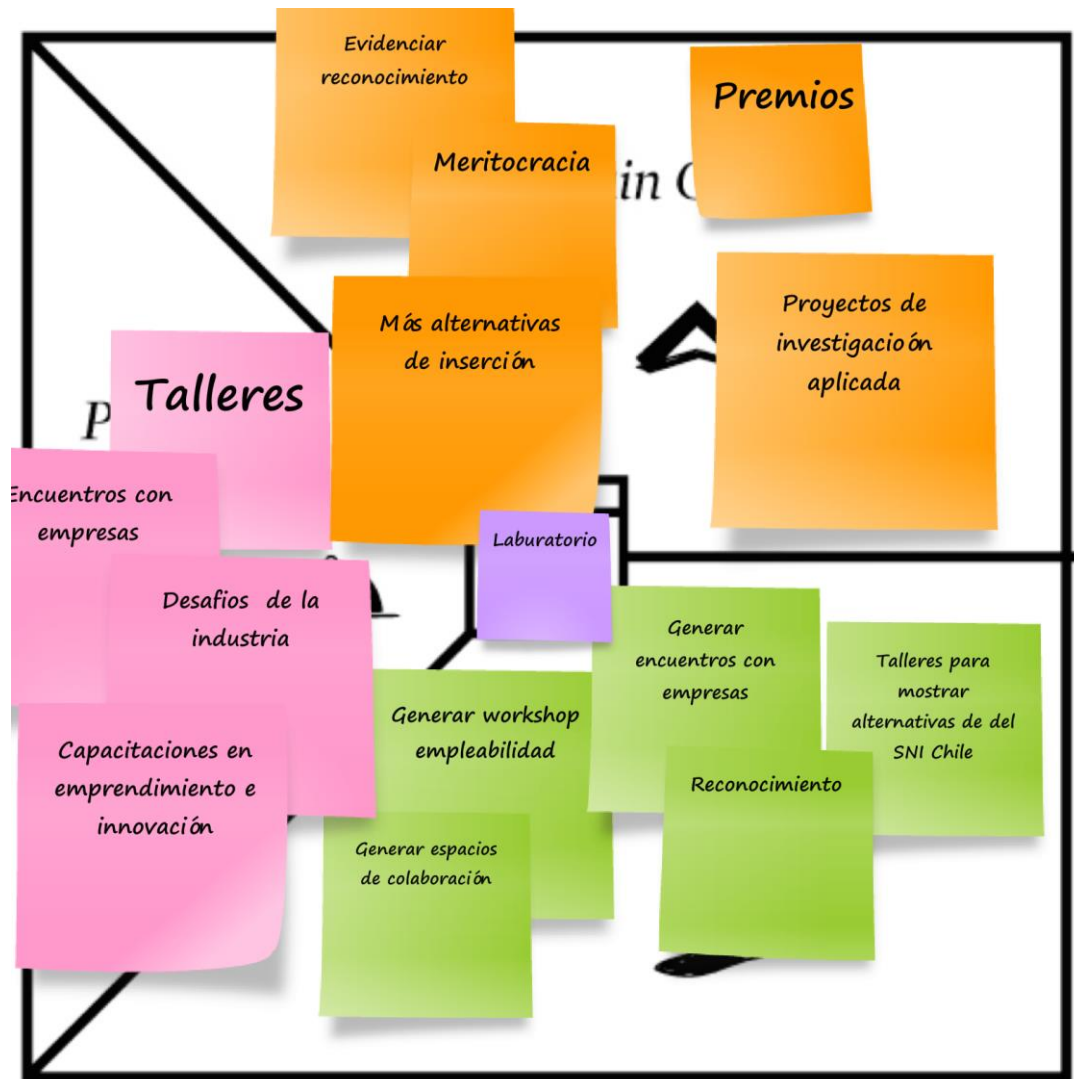 Evidenciar
reconocimiento
Premios
Meritocracia
in
Más alternativas
de inserción
Proyectos de
investigación
aplicada
Talleres
P
Encuentros con
empresas
Desafios de la
industria
Capacitaciones en
emprendimiento e
innovación
Laburatorio
Generar workshop
empleabilidad
Generar espacios
de colaboración
Generar
encuentros con
empresas
Reconocimiento
Talleres para
mostrar
alternativas de del
SNI Chile